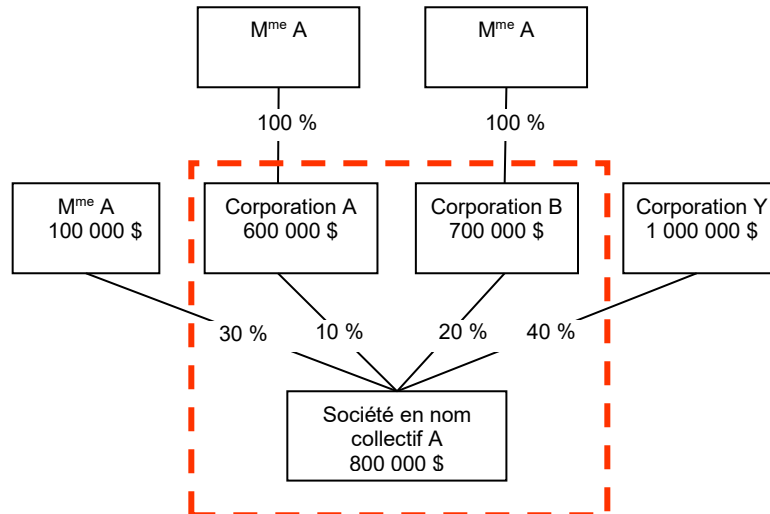 Mme A
Mme A
100 %
100 %
Mme A
100 000 $
Corporation A
600 000 $
Corporation B
700 000 $
Corporation Y
1 000 000 $
30 %
10 %
20 %
40 %
Société en nom
collectif A
800 000 $